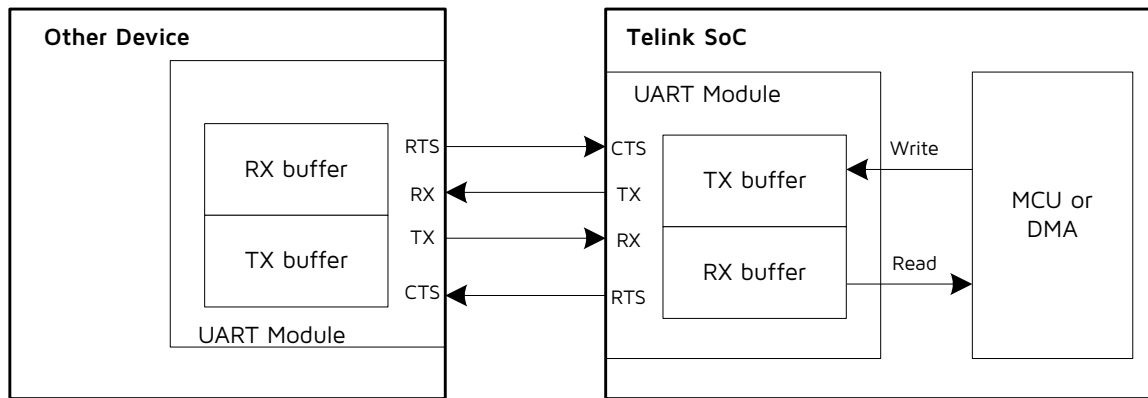 Other Device
RX buffer
TX buffer
UART Module
RTS
RX
TX
CTS
Telink SoC
UART Module
CTS
TX
RX
RTS
TX buffer
RX buffer
Write
Read
MCU or
DMA